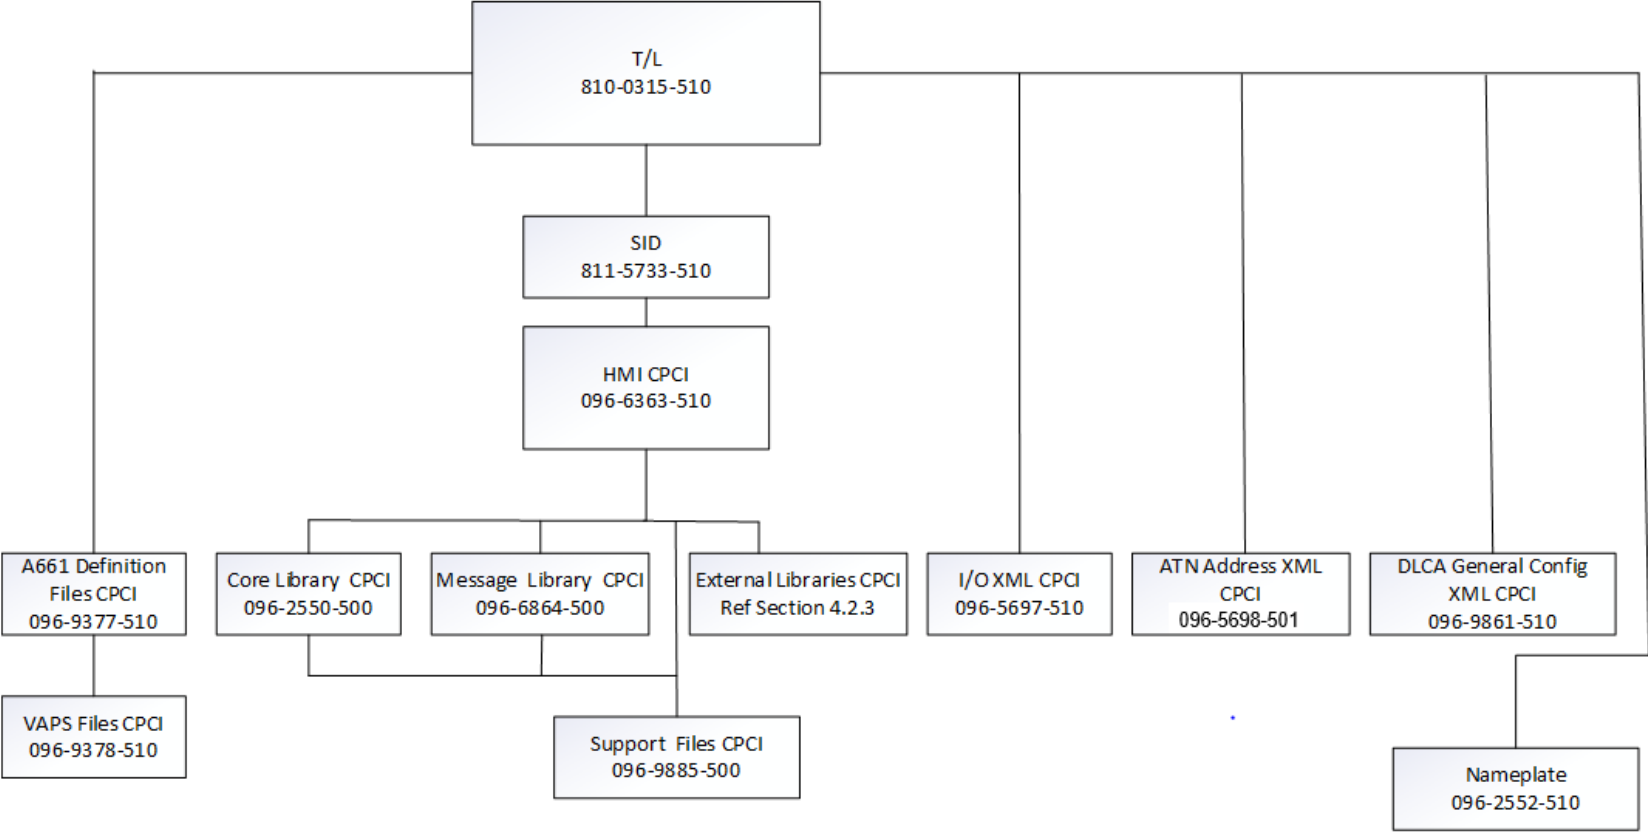 T/L
810-0315-510
SID
811-5733-510
HMI CPCI
096-6363-510
A661 Definition
Files CPCI
096-9377-510
Core Library CPCI
096-2550-500
Message Library CPCI
096-6864-500
External Libraries CPCI
Ref Section 4.2.3
I/O XML CPCI
096-5697-510
ATN Address XML
CPCI
096-5698-501
DLCA General Config
XML CPCI
096-9861-510
VAPS Files CPCI
096-9378-510
Support Files CPCI
096-9885-500
Nameplate
096-2552-510